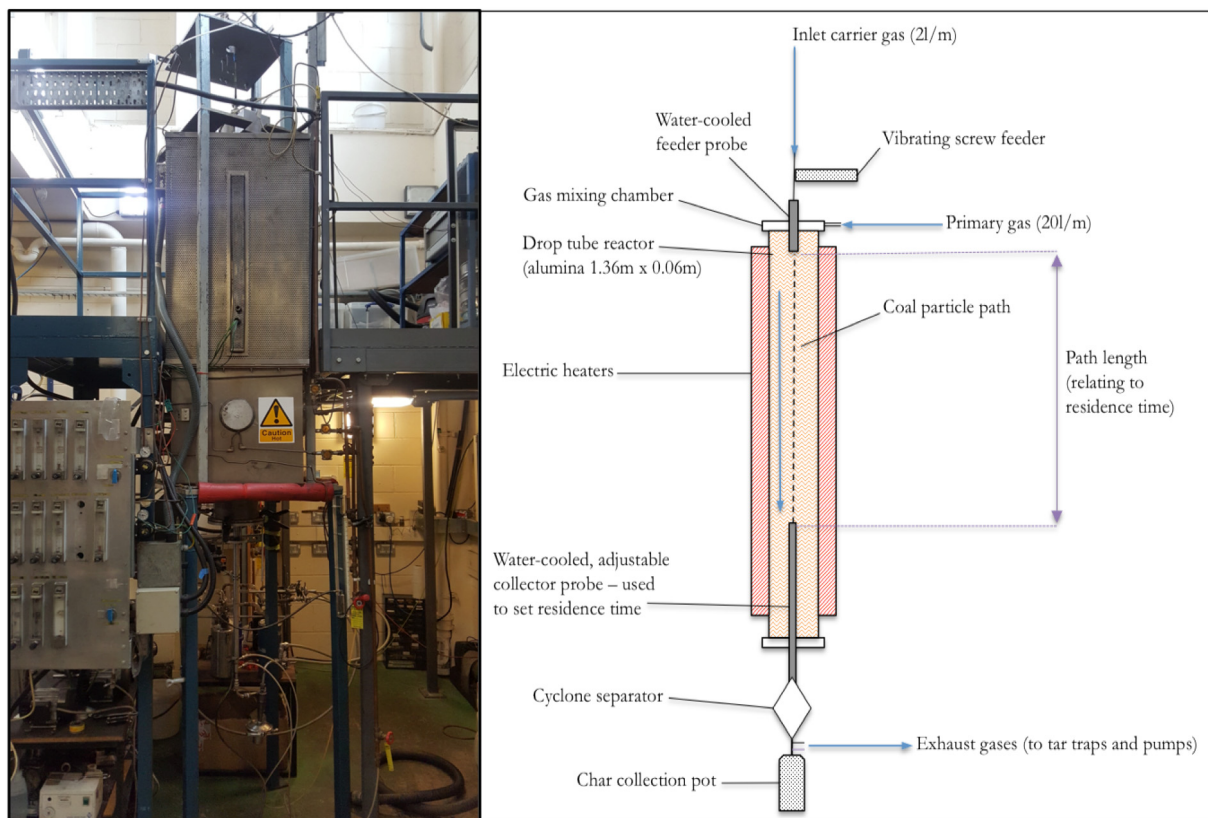 Caution
Hot
Inlet carrier gas (2l/m)
Water-cooled
feeder probe
Vibrating screw feeder
Gas mixing chamber
Primary gas (20l/m)
Drop tube reactor
(alumina 1.36m x 0.06m)
Coal particle path
Electric heaters
Path length
(relating to
residence time)
Water-cooled, adjustable
collector probe – used
to set residence time
Cyclone separator
Exhaust gases (to tar traps and pumps)
Char collection pot